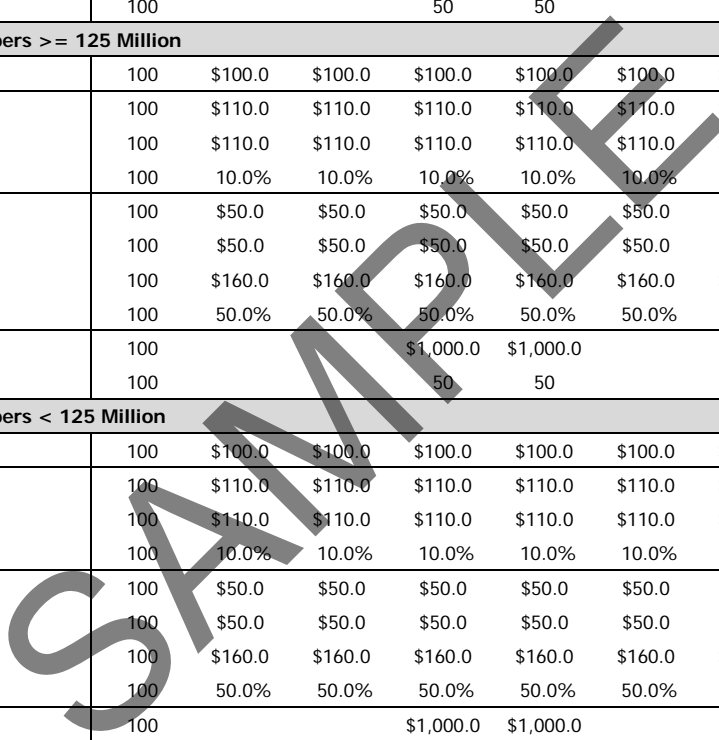 100 50 50
pers >= 125 Million
100 $100.0 $100.0 $100.0 $100.0 $100.0
100 $110.0 $110.0 $110.0 $110.0 $110.0
100 $110.0 $110.0 $110.0 $110.0 $110.0
100 10.0% 10.0% 10.0% 10.0% 10.0%
100 $50.0 $50.0 $50.0 $50.0 $50.0
100 $50.0 $50.0 $50.0 $50.0 $50.0
100 $160.0 $160.0 $160.0 $160.0 $160.0
100 50.0% 50.0% 50.0% 50.0% 50.0%
100 $1,000.0 $1,000.0
100 50 50
pers < 125 Million
100 $100.0 $100.0 $100.0 $100.0 $100.0
100 $110.0 $110.0 $110.0 $110.0 $110.0
100 $110.0 $110.0 $110.0 $110.0 $110.0
100 10.0% 10.0% 10.0% 10.0% 10.0%
100 $50.0 $50.0 $50.0 $50.0 $50.0
100 $50.0 $50.0 $50.0 $50.0 $50.0
100 $160.0 $160.0 $160.0 $160.0 $160.0
100 50.0% 50.0% 50.0% 50.0% 50.0%
100 $1,000.0 $1,000.0
SAMPLE